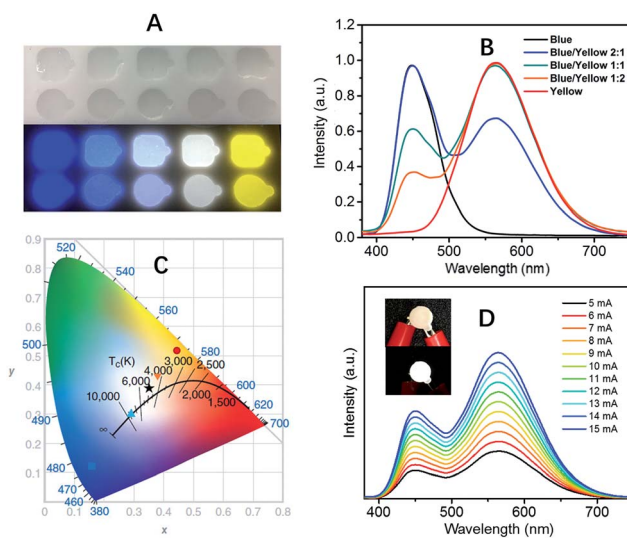 A
B
Intensity (a.u.)
1.2
1.0
0.8
0.6
0.4
0.2
0.0
Blue
Blue/Yellow 2:1
Blue/Yellow 1:1
Blue/Yellow 1:2
Yellow
400 500 600 700
Wavelength (nm)
C
y
0.9
0.8
0.7
0.6
0.5
0.4
0.3
0.2
0.1
520
540
560
500
580
600
620
700
490
480
470
460
380
Tc(K)
3,000
2,500
4,000
6,000
2,000
1,500
10,000
∞
0 0.1 0.2 0.3 0.4 0.5 0.6 0.7 0.8
x
D
Intensity (a.u.)
5 mA
6 mA
7 mA
8 mA
9 mA
10 mA
11 mA
12 mA
13 mA
14 mA
15 mA
400 500 600 700
Wavelength (nm)